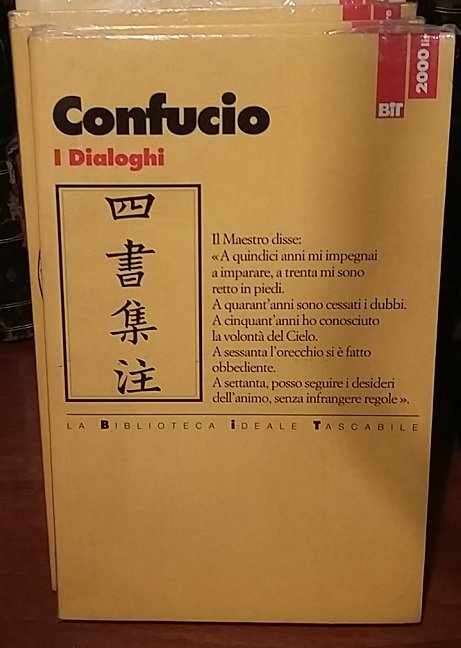 BiT
2000 li
Confucio
I Dialoghi
四書集注
Il Maestro disse:
«A quindici anni mi impegnai
a imparare, a trenta mi sono
retto in piedi.
A quarant'anni sono cessati i dubbi.
A cinquant'anni ho conosciuto
la volontà del Cielo.
A sessanta l'orecchio si è fatto
obbediente.
A settanta, posso seguire i desideri
dell'animo, senza infrangere regole».
LA BIBLIOTECA IDEALE TASCABILE